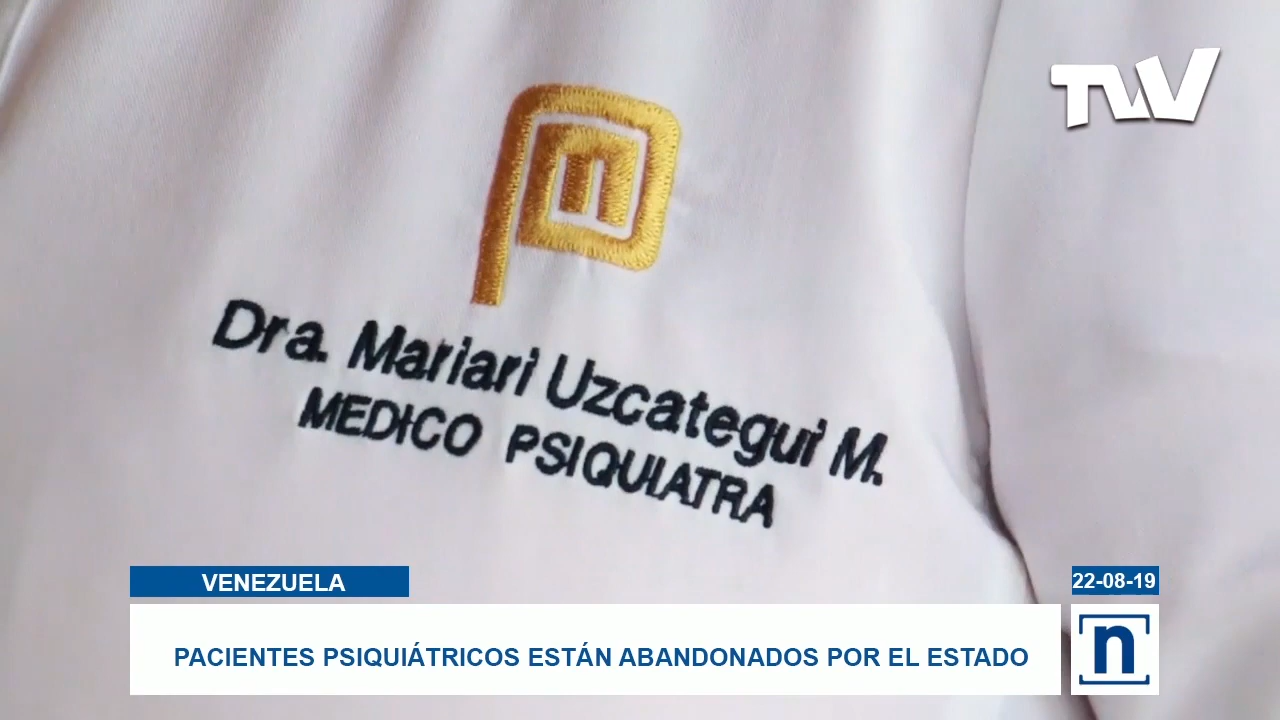 TVV
Dra. Mariari Uzcategui M.
MEDICO PSIQUIATRA
VENEZUELA
22-08-19
PACIENTES PSIQUIÁTRICOS ESTÁN ABANDONADOS POR EL ESTADO
n